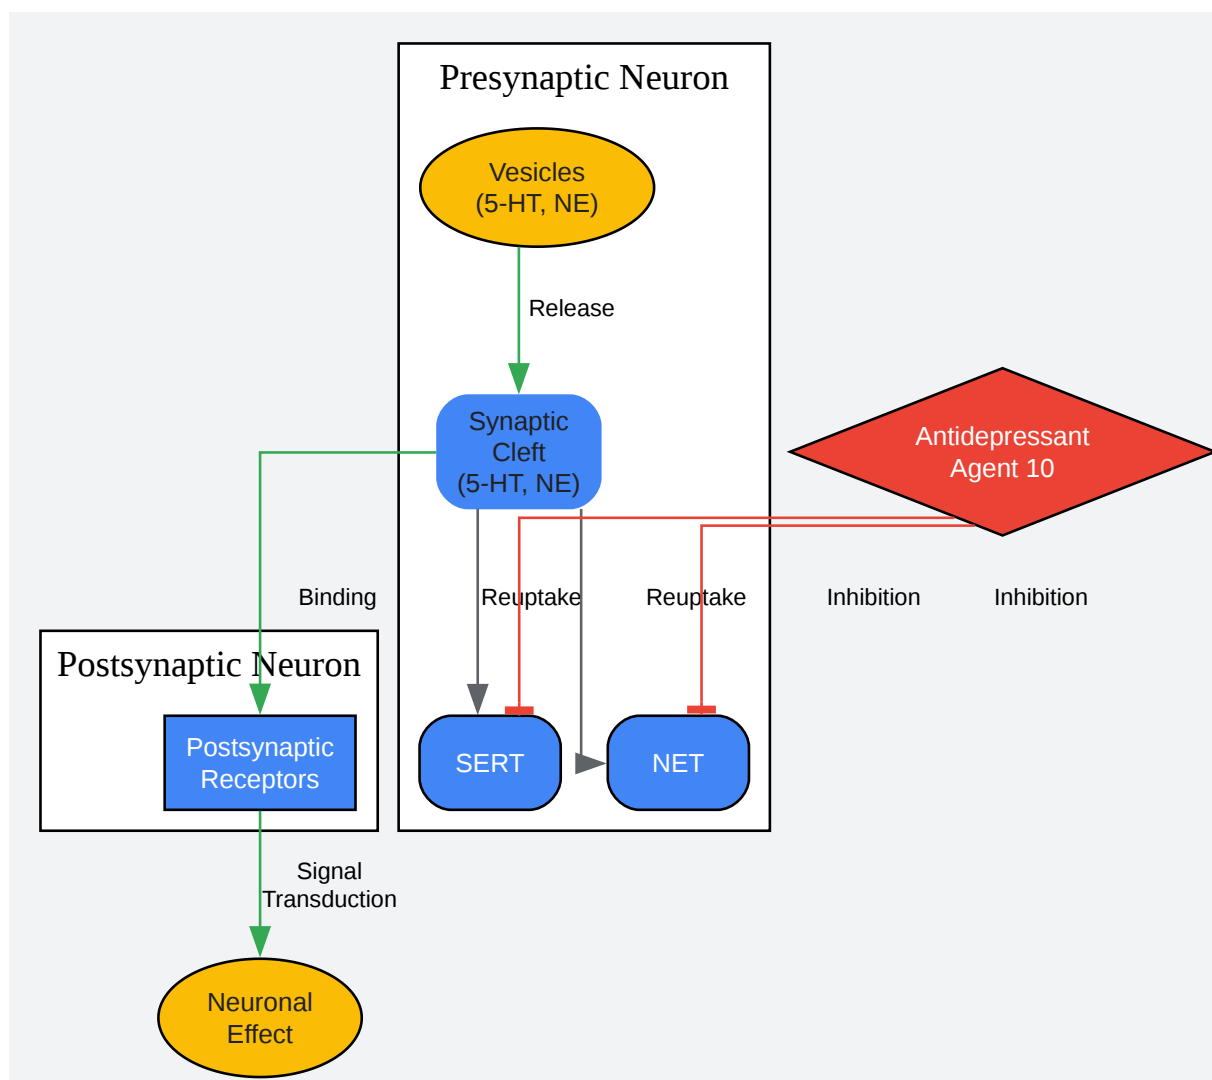 Presynaptic Neuron
Vesicles
(5-HT, NE)
Release
Synaptic
Cleft
(5-HT, NE)
Antidepressant
Agent 10
Binding
Reuptake
Reuptake
Inhibition
Inhibition
Postsynaptic Neuron
Postsynaptic
Receptors
SERT
NET
Signal
Transduction
Neuronal
Effect